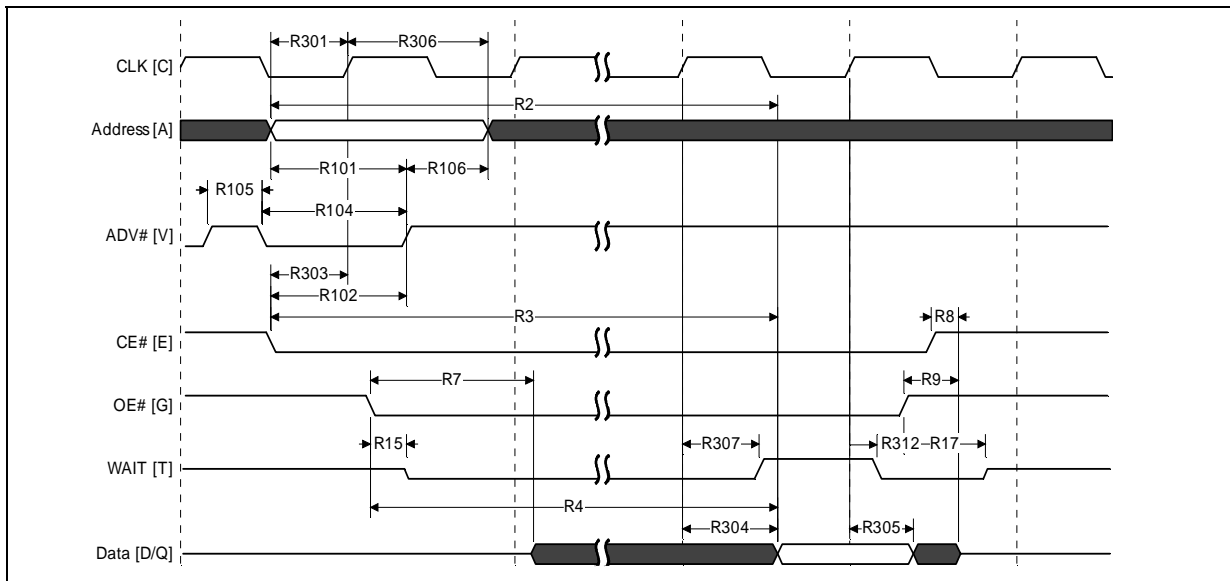 R301 R306
CLK [C]
R2
Address [A]
R101 R106
R105
R104
ADV# [V]
R303
R102
R3
R8
CE# [E]
R7
R9
OE# [G]
R15
R307
R312 R17
WAIT [T]
R4
R304
R305
Data [D/Q]